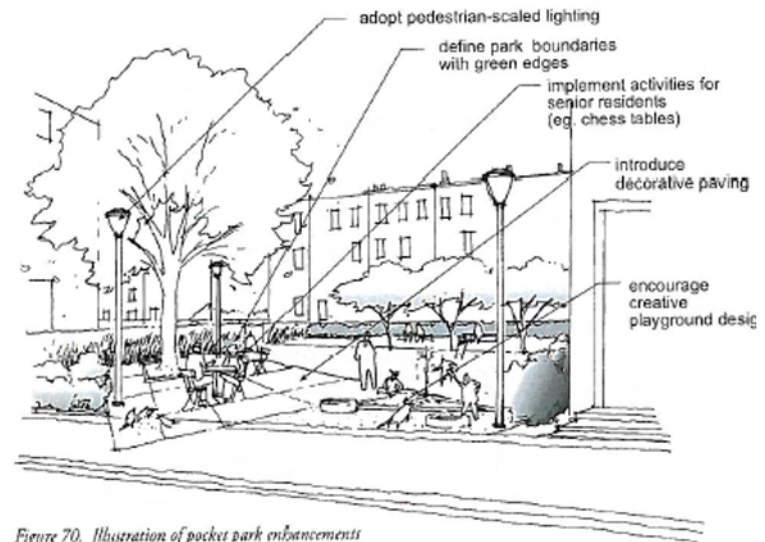 adopt pedestrian-scaled lighting
define park boundaries
with green edges
implement activities for
senior residents
(eg. chess tables)
introduce
decorative paving
encourage
creative
playground desig
Figure 70. Illustration of pocket park enhancements